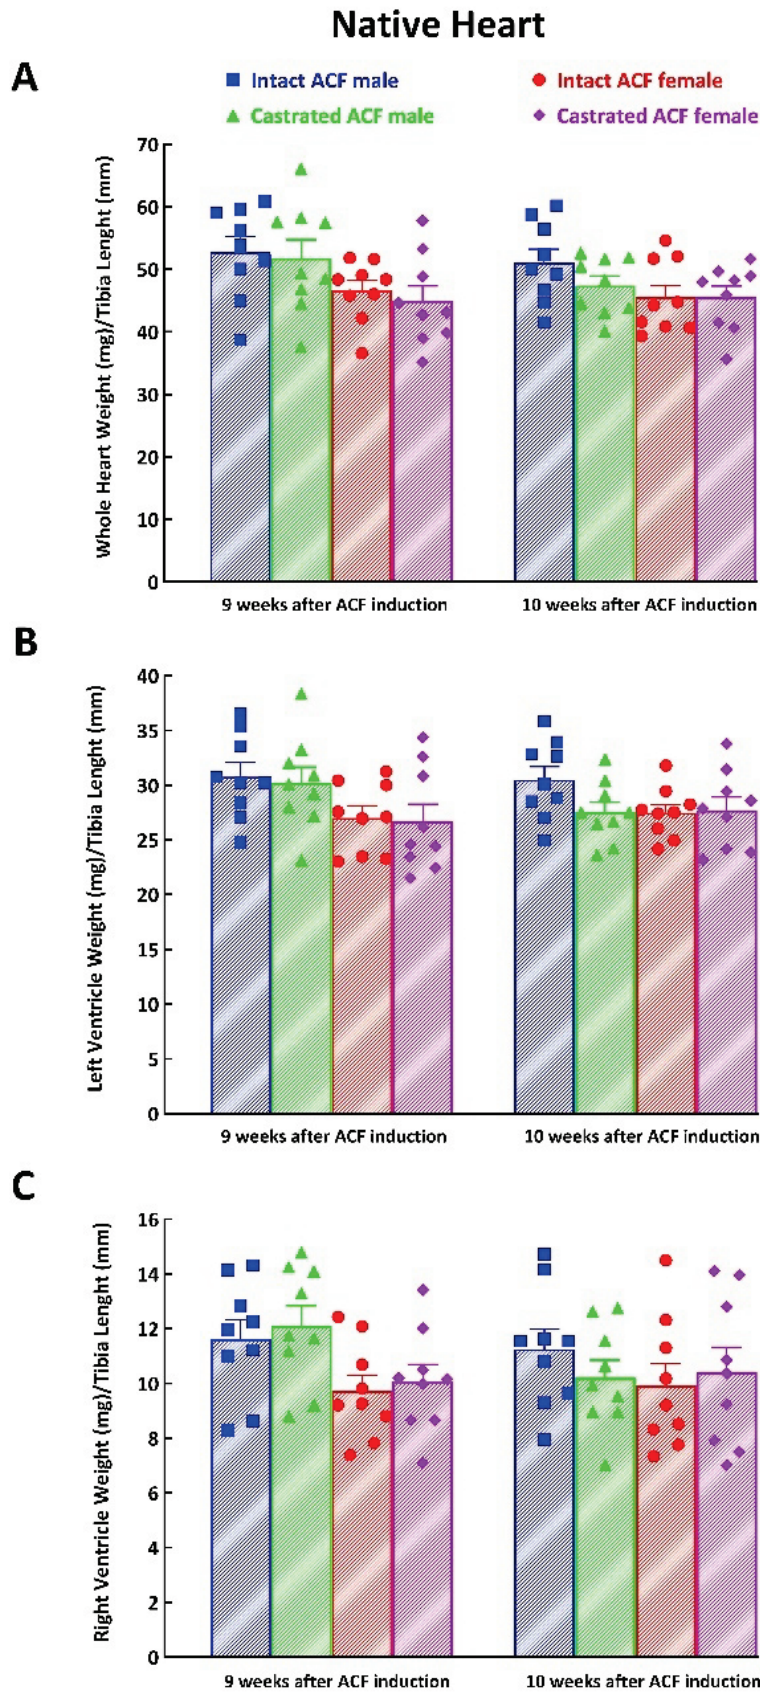 Native Heart
A
Intact ACF male
Intact ACF female
Castrated ACF male
Castrated ACF female
Whole Heart Weight (mg)/Tibia Lenght (mm)
70
60
50
40
30
20
10
0
9 weeks after ACF induction
10 weeks after ACF induction
B
Left Ventricle Weight (mg)/Tibia Lenght (mm)
40
35
30
25
20
15
10
5
0
9 weeks after ACF induction
10 weeks after ACF induction
C
Right Ventricle Weight (mg)/Tibia Lenght (mm)
16
14
12
10
8
6
4
2
0
9 weeks after ACF induction
10 weeks after ACF induction